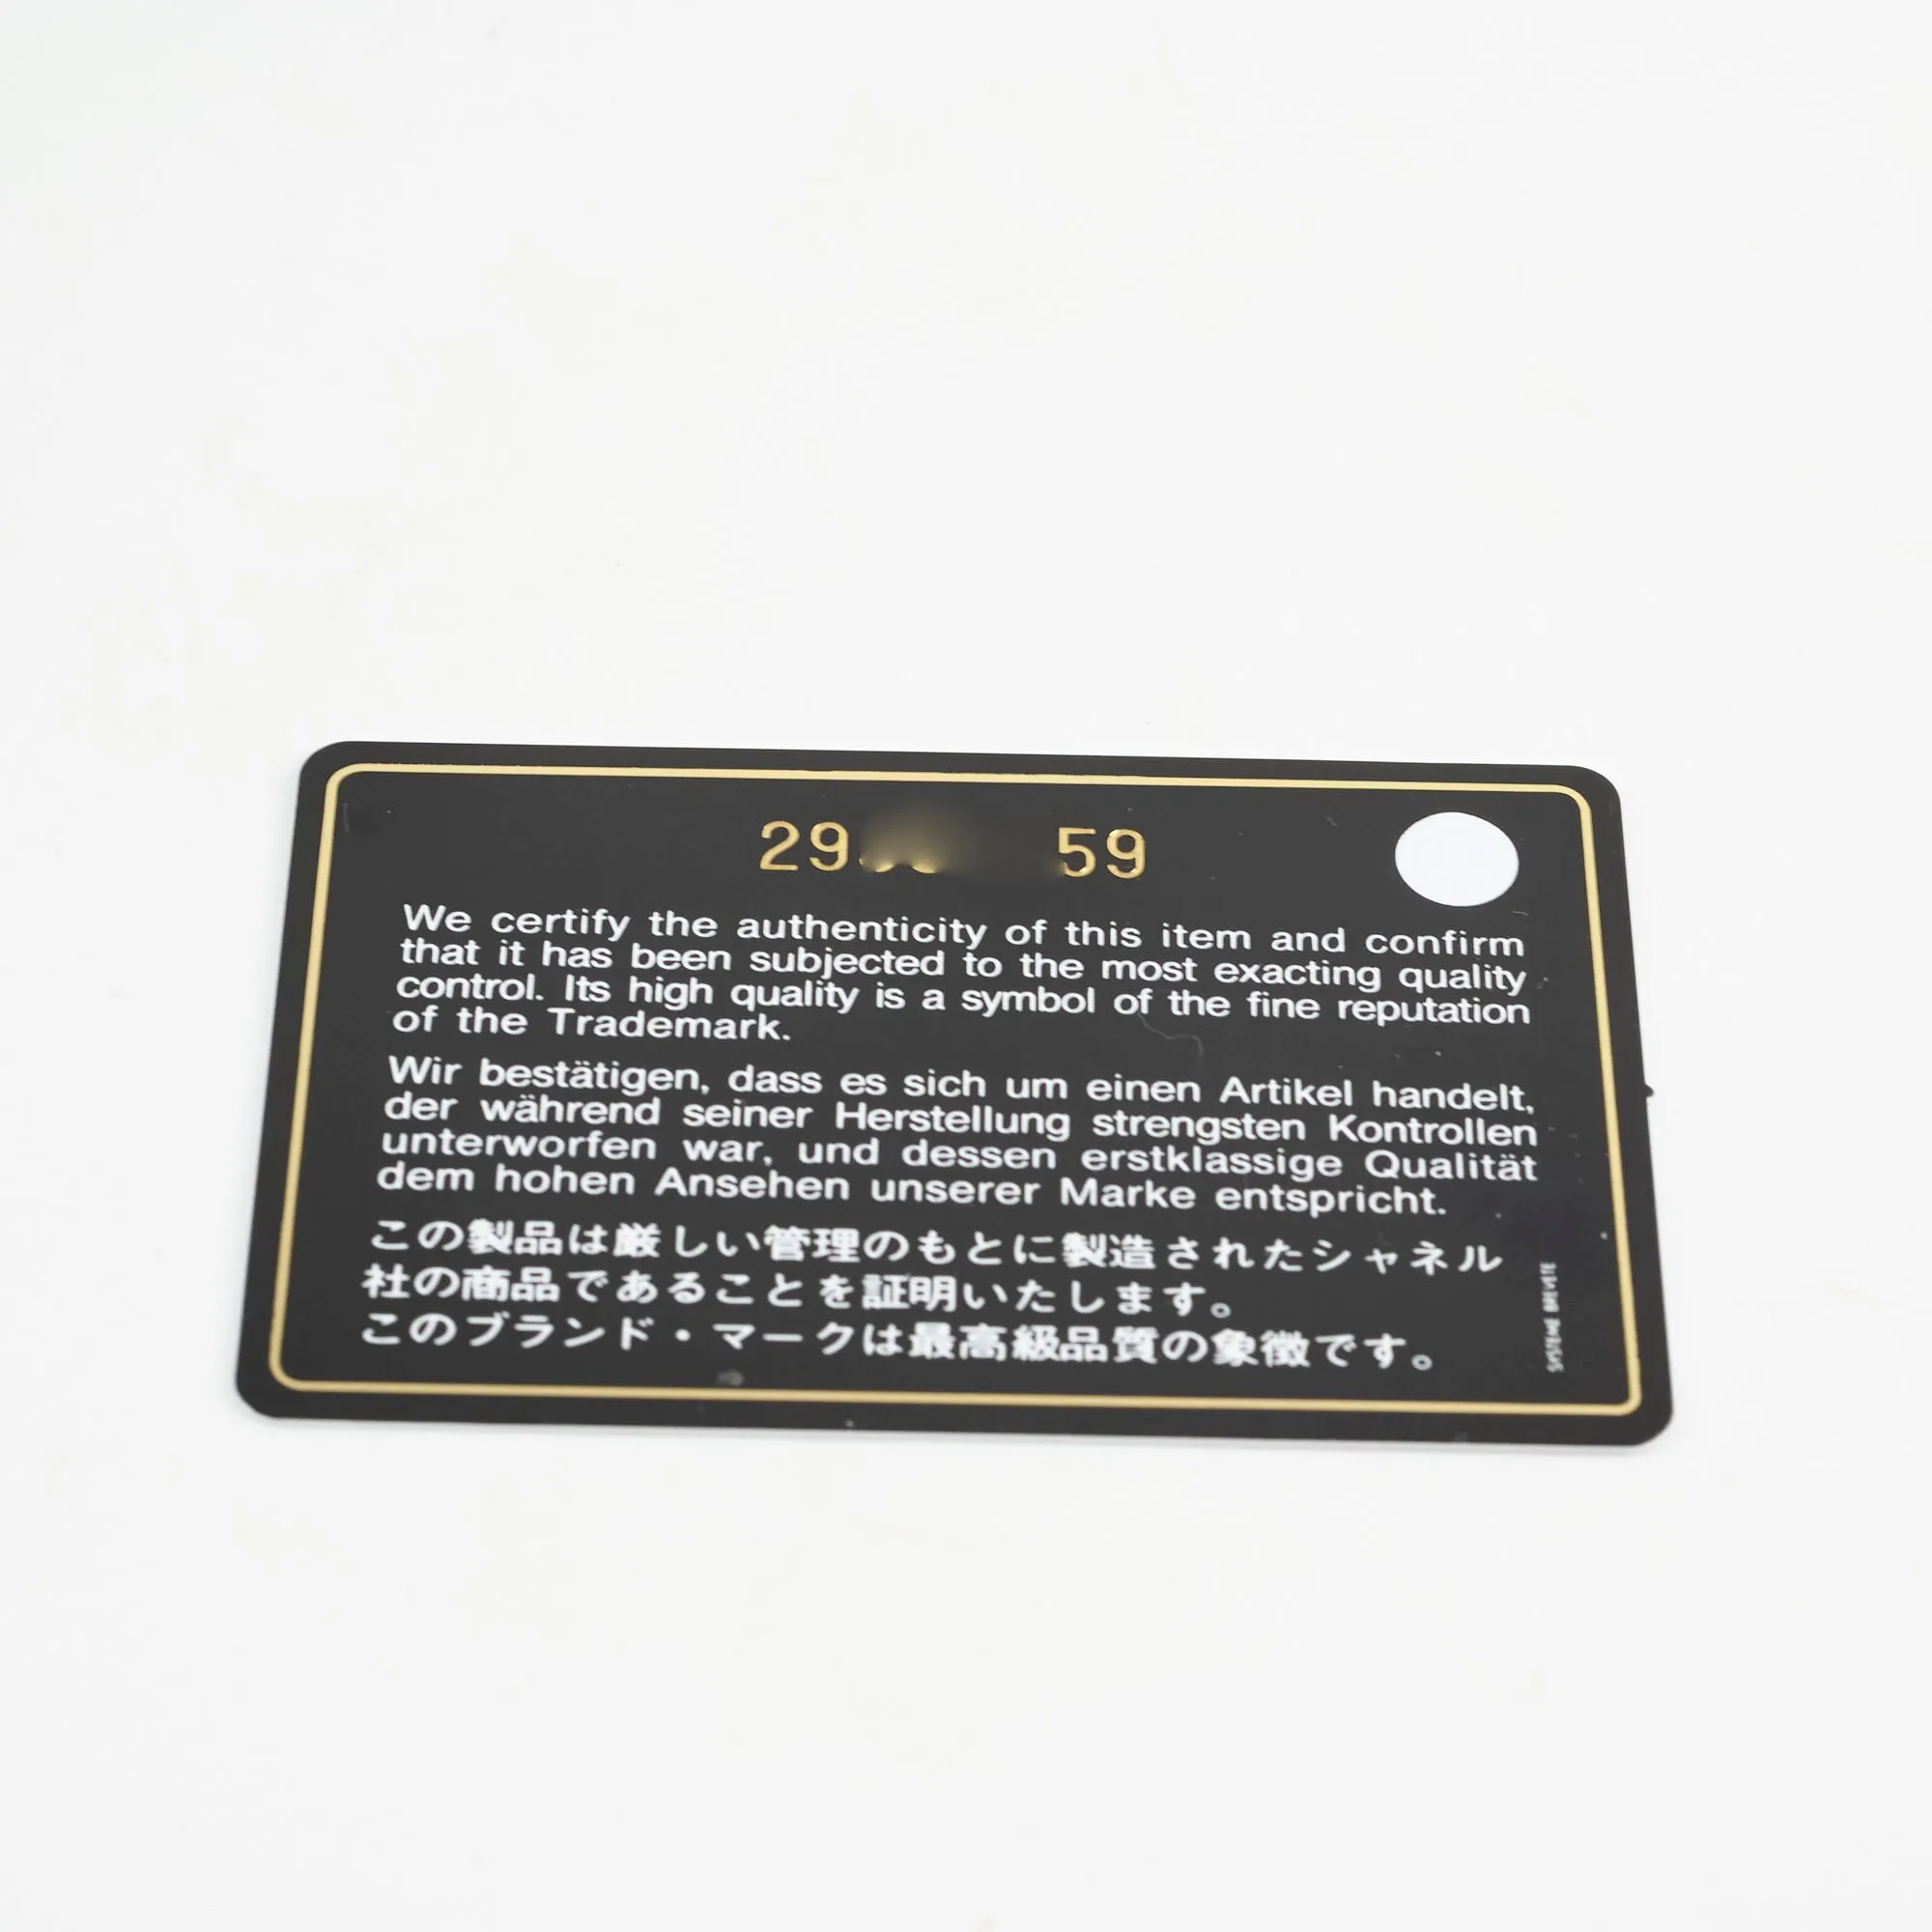 29 59
We certify the authenticity of this item and confirm
that it has been subjected to the most exacting quality
control. Its high quality is a symbol of the fine reputation
of the Trademark.
Wir bestätigen, dass es sich um einen Artikel handelt,
der während seiner Herstellung strengsten Kontrollen
unterworfen war, und dessen erstklassige Qualität
dem hohen Ansehen unserer Marke entspricht.
この製品は厳しい管理のもとに製造されたシャネル
社の商品であることを証明いたします。
このブランド・マークは最高級品質の象徴です。
SYSTEME BREVETE